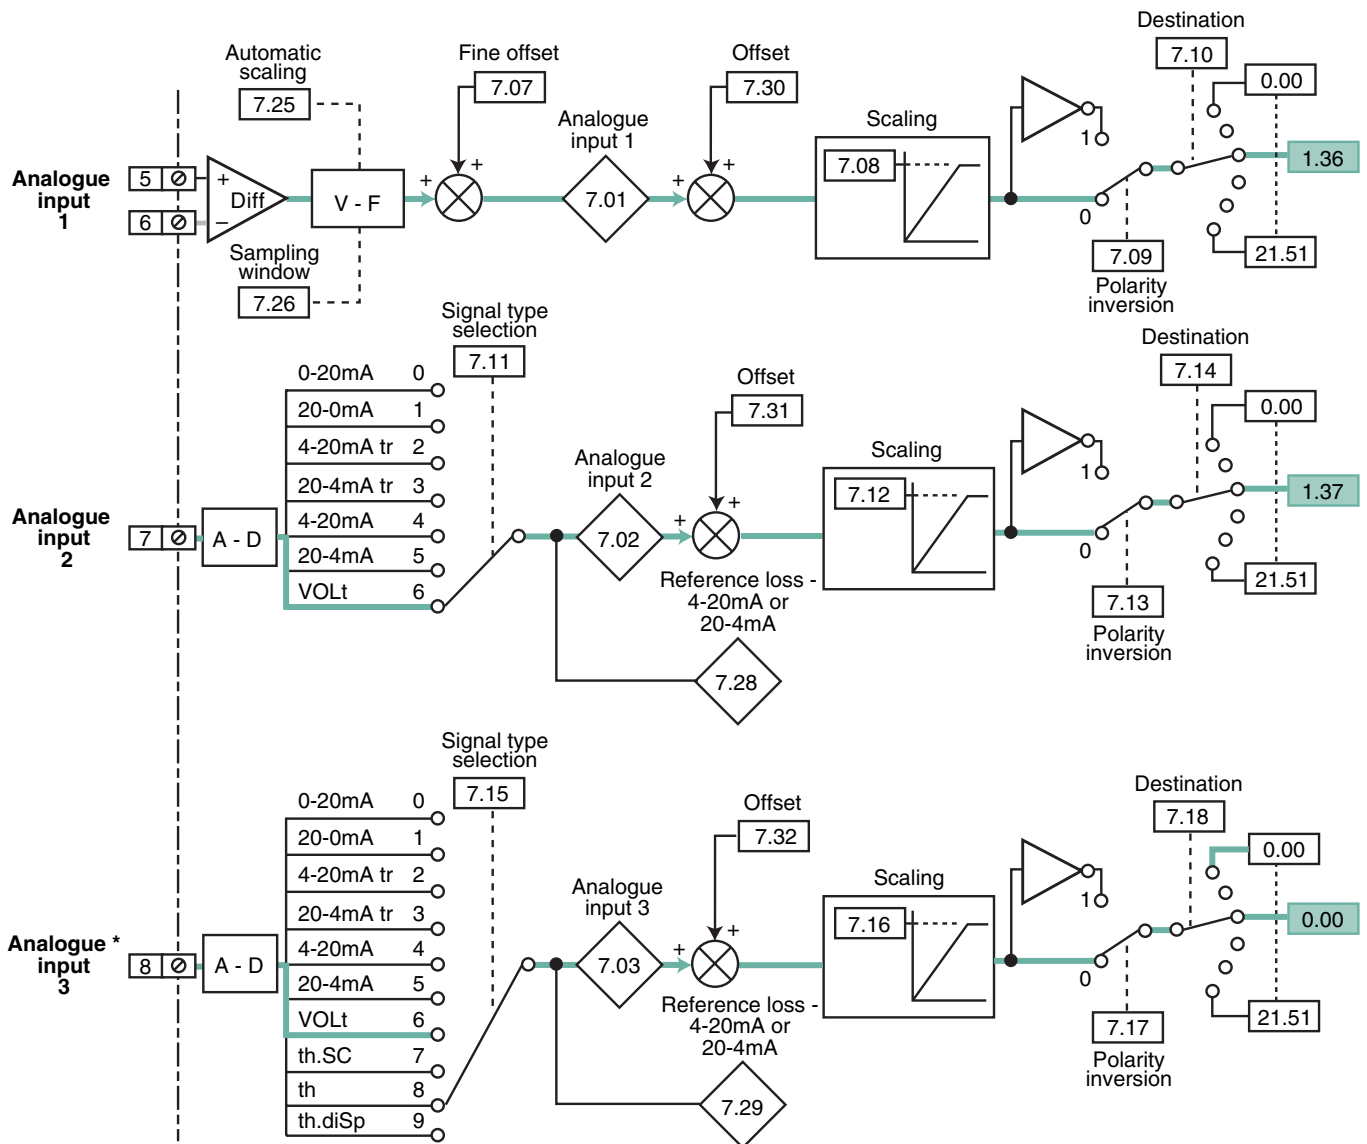 Automatic
scaling
7.25
Fine offset
7.07
Offset
7.30
Destination
7.10
0.00
Analogue
input 1
7.01
Scaling
7.08
1
0
1.36
Analogue
input
1
5
6
+
−
Diff
V - F
+
+
+
+
Sampling
window
7.26
7.09
Polarity
inversion
21.51
Signal type
selection
7.11
0-20mA 0
20-0mA 1
4-20mA tr 2
20-4mA tr 3
4-20mA 4
20-4mA 5
VOLt 6
Analogue
input
2
7
A - D
Analogue
input 2
7.02
Offset
7.31
+
+
Reference loss -
4-20mA or
20-4mA
7.28
Scaling
7.12
1
0
7.13
Polarity
inversion
Destination
7.14
0.00
1.37
21.51
Signal type
selection
7.15
0-20mA 0
20-0mA 1
4-20mA tr 2
20-4mA tr 3
4-20mA 4
20-4mA 5
VOLt 6
th.SC 7
th 8
th.diSp 9
Analogue *
input
3
8
A - D
Analogue
input 3
7.03
Offset
7.32
+
+
Reference loss -
4-20mA or
20-4mA
7.29
Scaling
7.16
1
0
7.17
Polarity
inversion
Destination
7.18
0.00
0.00
21.51